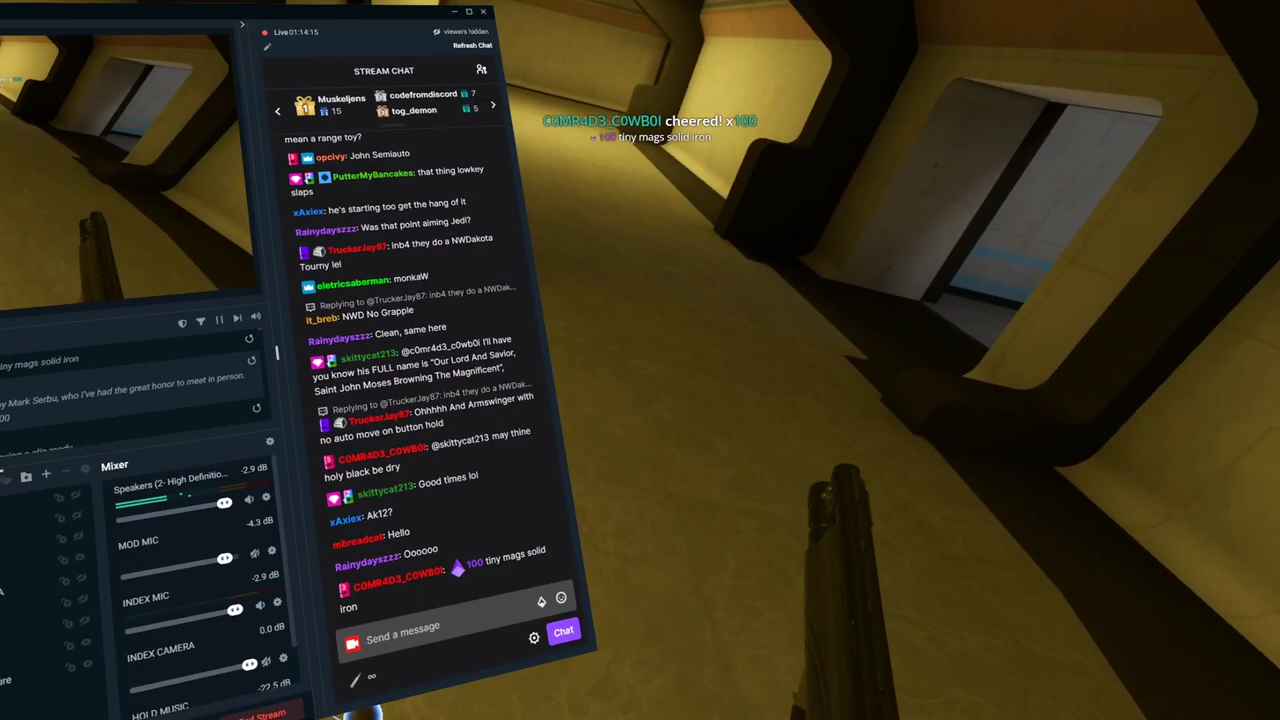 Live 01:14:15
viewers hidden
Refresh Chat
STREAM CHAT
1
Muskeljens
15
codefromdiscord 7
tog_demon 5
mean a range toy?
opcivy: John Semiauto
PutterMyBancakes: that thing lowkey
slaps
xAxiex: he's starting too get the hang of it
Rainydayszzz: Was that point aiming Jedi?
TruckerJay87: inb4 they do a NWDakota
Tourny lel
eletricsaberman: monkaW
Replying to @TruckerJay87: inb4 they do a NWDak...
it_breb: NWD No Grapple
Rainydayszzz: Clean, same here
skittycat213: @c0mr4d3_c0wb0i I'll have
you know his FULL name is "Our Lord And Savior,
Saint John Moses Browning The Magnificent",
Replying to @TruckerJay87: inb4 they do a NWDak...
TruckerJay87: Ohhhhh And Armswinger with
no auto move on button hold
C0MR4D3_C0WB0I: @skittycat213 may thine
holy black be dry
skittycat213: Good times lol
xAxiex: Ak12?
mbreadcat: Hello
Rainydayszzz: Oooooo
C0MR4D3_C0WB0I: 100 tiny mags solid
iron
Send a message
Chat
∞
C0MR4D3_C0WB0I cheered! x100
100 tiny mags solid iron
iny mags solid iron
y Mark Serbu, who I've had the great honor to meet in person.
00
Mixer
Speakers (2- High Definitio...
-2.9 dB
-4.3 dB
MOD MIC
-2.9 dB
INDEX MIC
0.0 dB
INDEX CAMERA
-22.5 dB
HOLD MUSIC
End Stream